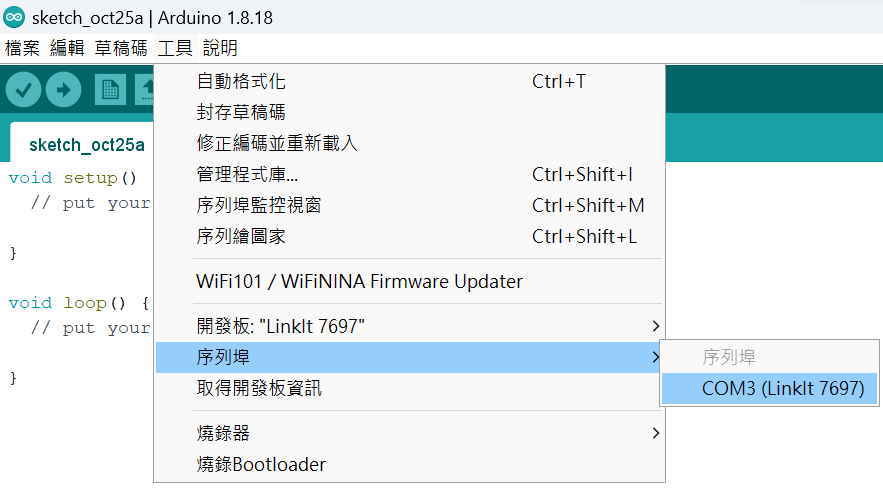 sketch_oct25a | Arduino 1.8.18
檔案 編輯 草稿碼 工具 說明
sketch_oct25a
void setup()
// put your
}
void loop() {
// put your
}
自動格式化 Ctrl+T
封存草稿碼
修正編碼並重新載入
管理程式庫... Ctrl+Shift+I
序列埠監控視窗 Ctrl+Shift+M
序列繪圖家 Ctrl+Shift+L
WiFi101 / WiFiNINA Firmware Updater
開發板: "LinkIt 7697"
序列埠
取得開發板資訊
燒錄器
燒錄Bootloader
序列埠
COM3 (LinkIt 7697)